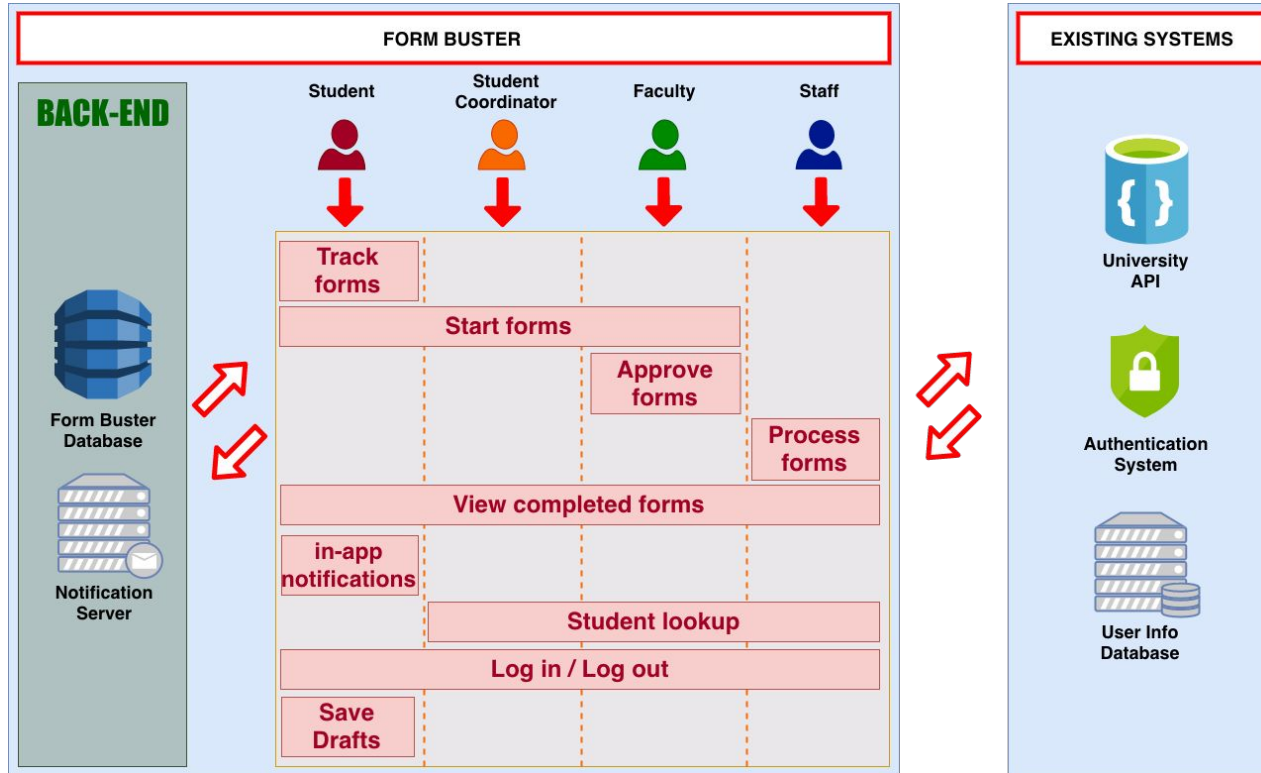 FORM BUSTER
EXISTING SYSTEMS
BACK-END
Student
Student
Coordinator
Faculty
Staff
Track
forms
Start forms
Approve
forms
Process
forms
View completed forms
in-app
notifications
Student lookup
Log in / Log out
Save
Drafts
Form Buster
Database
Notification
Server
{ }
University
API
Authentication
System
User Info
Database